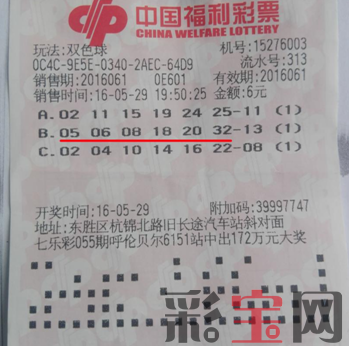 中国福利彩票
CHINA WELFARE LOTTERY
玩法:双色球 机号:15276003
0C4C-9E5E-0340-2AEC-64D9 流水号:313
销售期:2016061 0E601 有效期:2016061
销售时间:16-05-29 19:50:25 金额:6元
A.02 11 15 19 24 25-11 (1)
B.05 06 08 18 20 32-13 (1)
C.02 04 10 14 16 22-08 (1)
开奖时间:16-05-29 附加码:39997747
地址:东胜区杭锦北路旧长途汽车站斜对面
七乐彩055期呼伦贝尔6151站中出172万元大奖
彩宝网